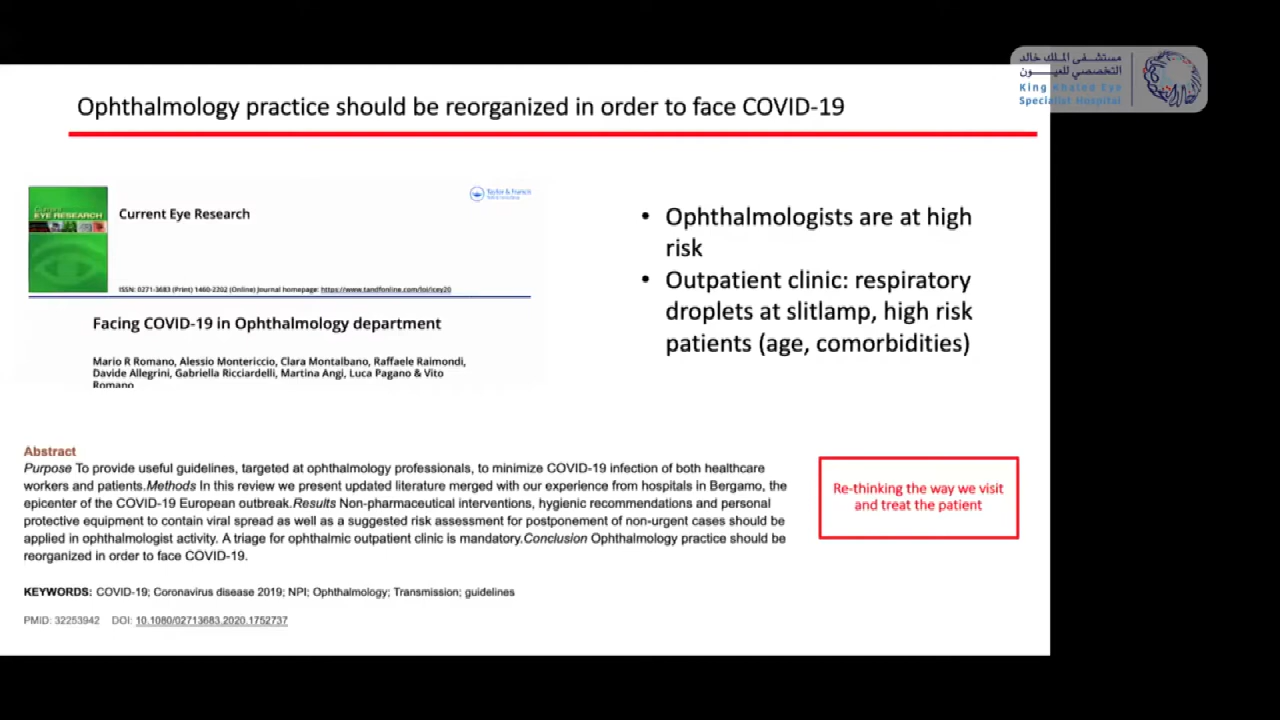 مستشفى الملك خالد
التخصصي للعيون
King Khaled Eye
Specialist Hospital
Ophthalmology practice should be reorganized in order to face COVID-19
EYE RESEARCH
Current Eye Research
Taylor & Francis
ISSN: 0271-3683 (Print) 1460-2202 (Online) Journal homepage: https://www.tandfonline.com/loi/icey20
Facing COVID-19 in Ophthalmology department
Mario R Romano, Alessio Montericcio, Clara Montalbano, Raffaele Raimondi,
Davide Allegrini, Gabriella Ricciardelli, Martina Angi, Luca Pagano & Vito
Romano
• Ophthalmologists are at high
risk
• Outpatient clinic: respiratory
droplets at slitlamp, high risk
patients (age, comorbidities)
Abstract
Purpose To provide useful guidelines, targeted at ophthalmology professionals, to minimize COVID-19 infection of both healthcare
workers and patients.Methods In this review we present updated literature merged with our experience from hospitals in Bergamo, the
epicenter of the COVID-19 European outbreak.Results Non-pharmaceutical interventions, hygienic recommendations and personal
protective equipment to contain viral spread as well as a suggested risk assessment for postponement of non-urgent cases should be
applied in ophthalmologist activity. A triage for ophthalmic outpatient clinic is mandatory.Conclusion Ophthalmology practice should be
reorganized in order to face COVID-19.
KEYWORDS: COVID-19; Coronavirus disease 2019; NPI; Ophthalmology; Transmission; guidelines
PMID: 32253942 DOI: 10.1080/02713683.2020.1752737
Re-thinking the way we visit
and treat the patient